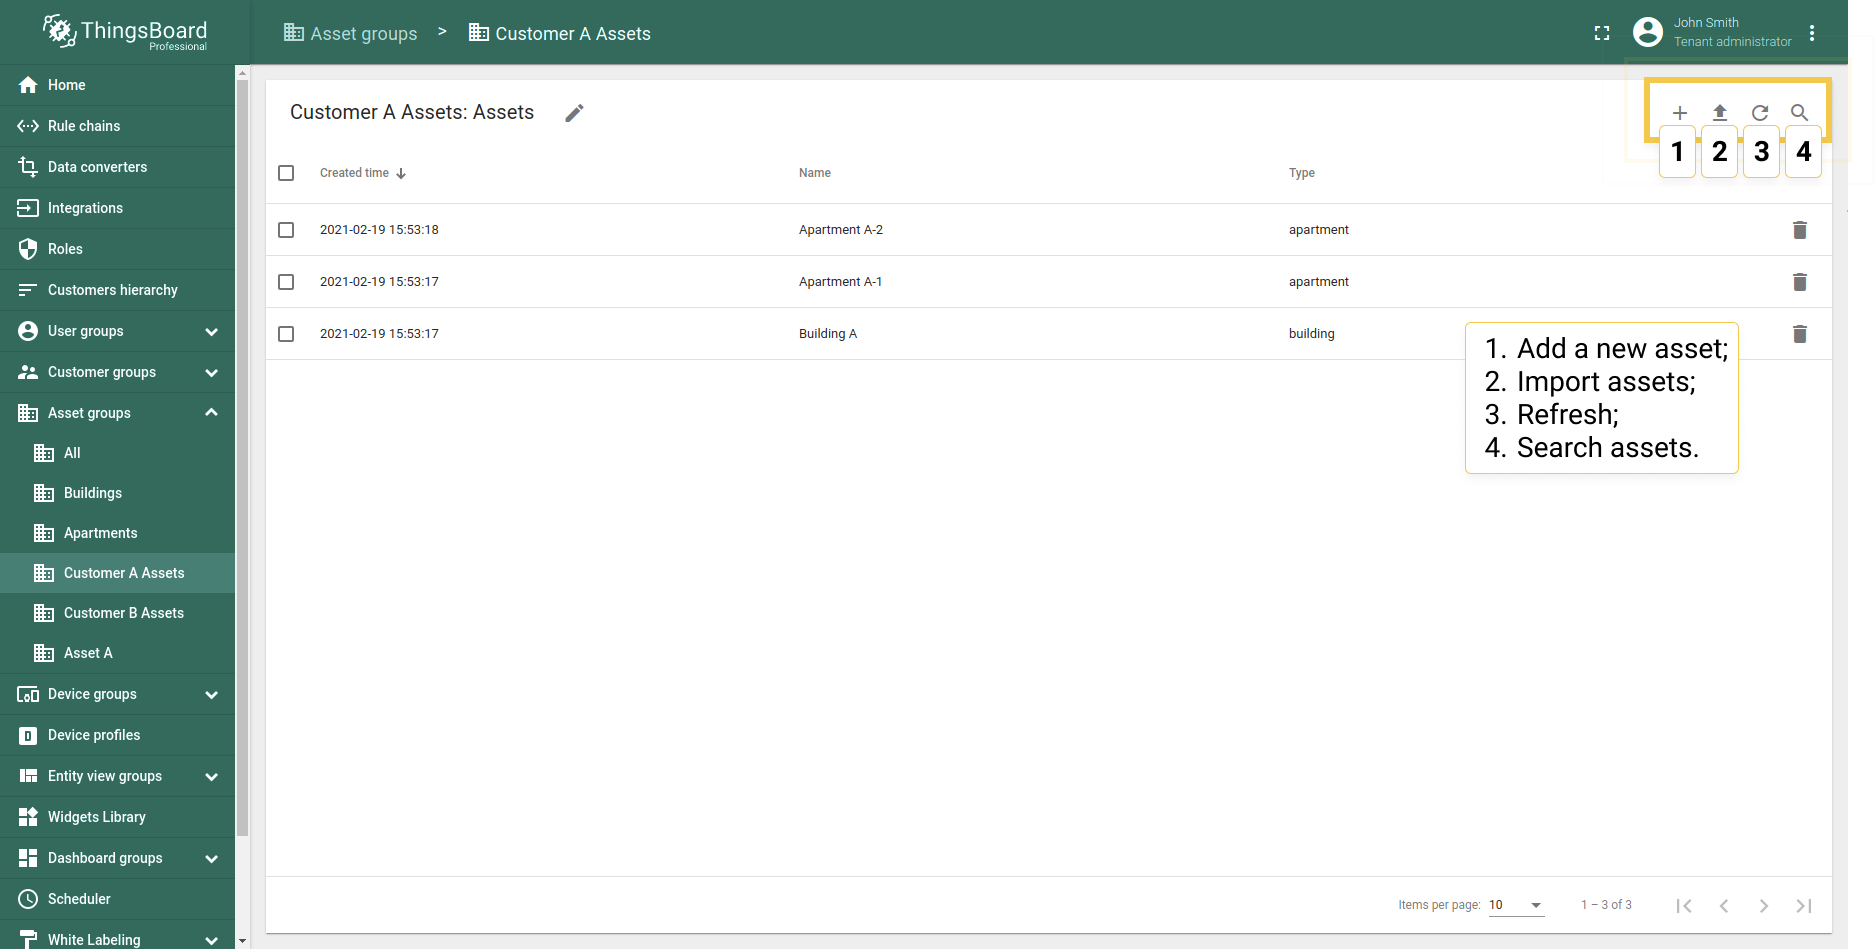 ThingsBoard
Professional
Asset groups > Customer A Assets
John Smith
Tenant administrator
Home
Rule chains
Data converters
Integrations
Roles
Customers hierarchy
User groups
Customer groups
Asset groups
All
Buildings
Apartments
Customer A Assets
Customer B Assets
Asset A
Device groups
Device profiles
Entity view groups
Widgets Library
Dashboard groups
Scheduler
White Labeling
Customer A Assets: Assets
1 2 3 4
Created time Name Type
2021-02-19 15:53:18 Apartment A-2 apartment
2021-02-19 15:53:17 Apartment A-1 apartment
2021-02-19 15:53:17 Building A building
1. Add a new asset;
2. Import assets;
3. Refresh;
4. Search assets.
Items per page: 10 1 – 3 of 3